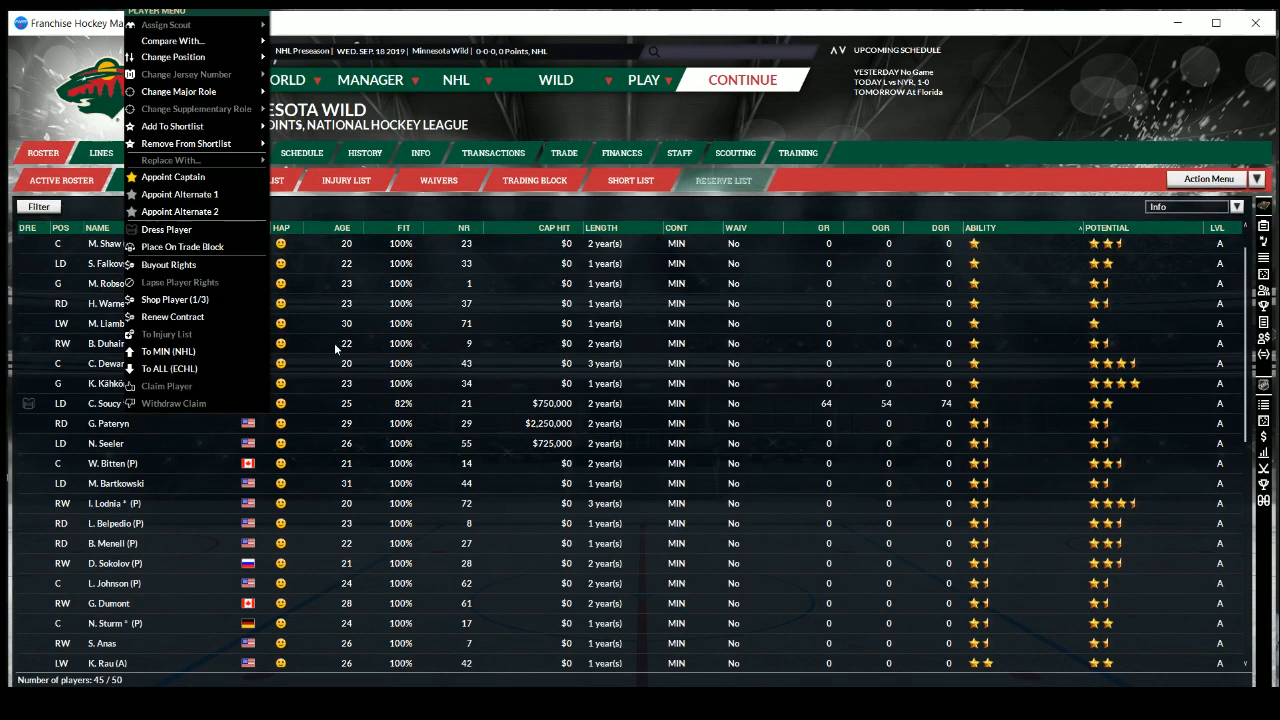 PLAYER MENU
Franchise Hockey Ma
Assign Scout
Compare With...
Change Position
Change Jersey Number
Change Major Role
Change Supplementary Role
Add To Shortlist
Remove From Shortlist
Replace With...
Appoint Captain
Appoint Alternate 1
Appoint Alternate 2
Dress Player
Place On Trade Block
Buyout Rights
Lapse Player Rights
Shop Player (1/3)
Renew Contract
To Injury List
To MIN (NHL)
To ALL (ECHL)
Claim Player
Withdraw Claim
NHL Preseason | WED. SEP. 18 2019 | Minnesota Wild | 0-0-0, 0 Points, NHL
UPCOMING SCHEDULE
YESTERDAY No Game
TODAY L vs NYR, 1-0
TOMORROW At Florida
ORLD MANAGER NHL WILD PLAY CONTINUE
ESOTA WILD
OINTS, NATIONAL HOCKEY LEAGUE
ROSTER LINES SCHEDULE HISTORY INFO TRANSACTIONS TRADE FINANCES STAFF SCOUTING TRAINING
ACTIVE ROSTER LIST INJURY LIST WAIVERS TRADING BLOCK SHORT LIST RESERVE LIST Action Menu
Filter Info
DRE POS NAME HAP AGE FIT NR CAP HIT LENGTH CONT WAIV GR OGR DGR ABILITY POTENTIAL LVL
C M. Shaw 20 100% 23 $0 2 year(s) MIN No 0 0 0 A
LD S. Falkov 22 100% 33 $0 1 year(s) MIN No 0 0 0 A
G M. Robso 23 100% 1 $0 1 year(s) MIN No 0 0 0 A
RD H. Warne 23 100% 37 $0 1 year(s) MIN No 0 0 0 A
LW M. Liamb 30 100% 71 $0 1 year(s) MIN No 0 0 0 A
RW B. Duhain 22 100% 9 $0 2 year(s) MIN No 0 0 0 A
C C. Dewar 20 100% 43 $0 3 year(s) MIN No 0 0 0 A
G K. Kähkö 23 100% 34 $0 1 year(s) MIN No 0 0 0 A
LD C. Soucy 25 82% 21 $750,000 2 year(s) MIN No 64 54 74 A
RD G. Pateryn 29 100% 29 $2,250,000 2 year(s) MIN No 0 0 0 A
LD N. Seeler 26 100% 55 $725,000 2 year(s) MIN No 0 0 0 A
C W. Bitten (P) 21 100% 14 $0 2 year(s) MIN No 0 0 0 A
LD M. Bartkowski 31 100% 44 $0 1 year(s) MIN No 0 0 0 A
RW I. Lodnia * (P) 20 100% 72 $0 3 year(s) MIN No 0 0 0 A
RD L. Belpedio (P) 23 100% 8 $0 1 year(s) MIN No 0 0 0 A
RD B. Menell (P) 22 100% 27 $0 1 year(s) MIN No 0 0 0 A
RW D. Sokolov (P) 21 100% 28 $0 2 year(s) MIN No 0 0 0 A
C L. Johnson (P) 24 100% 62 $0 1 year(s) MIN No 0 0 0 A
RW G. Dumont 28 100% 61 $0 1 year(s) MIN No 0 0 0 A
C N. Sturm * (P) 24 100% 17 $0 1 year(s) MIN No 0 0 0 A
RW S. Anas 26 100% 7 $0 1 year(s) MIN No 0 0 0 A
LW K. Rau (A) 26 100% 42 $0 1 year(s) MIN No 0 0 0 A
Number of players: 45 / 50